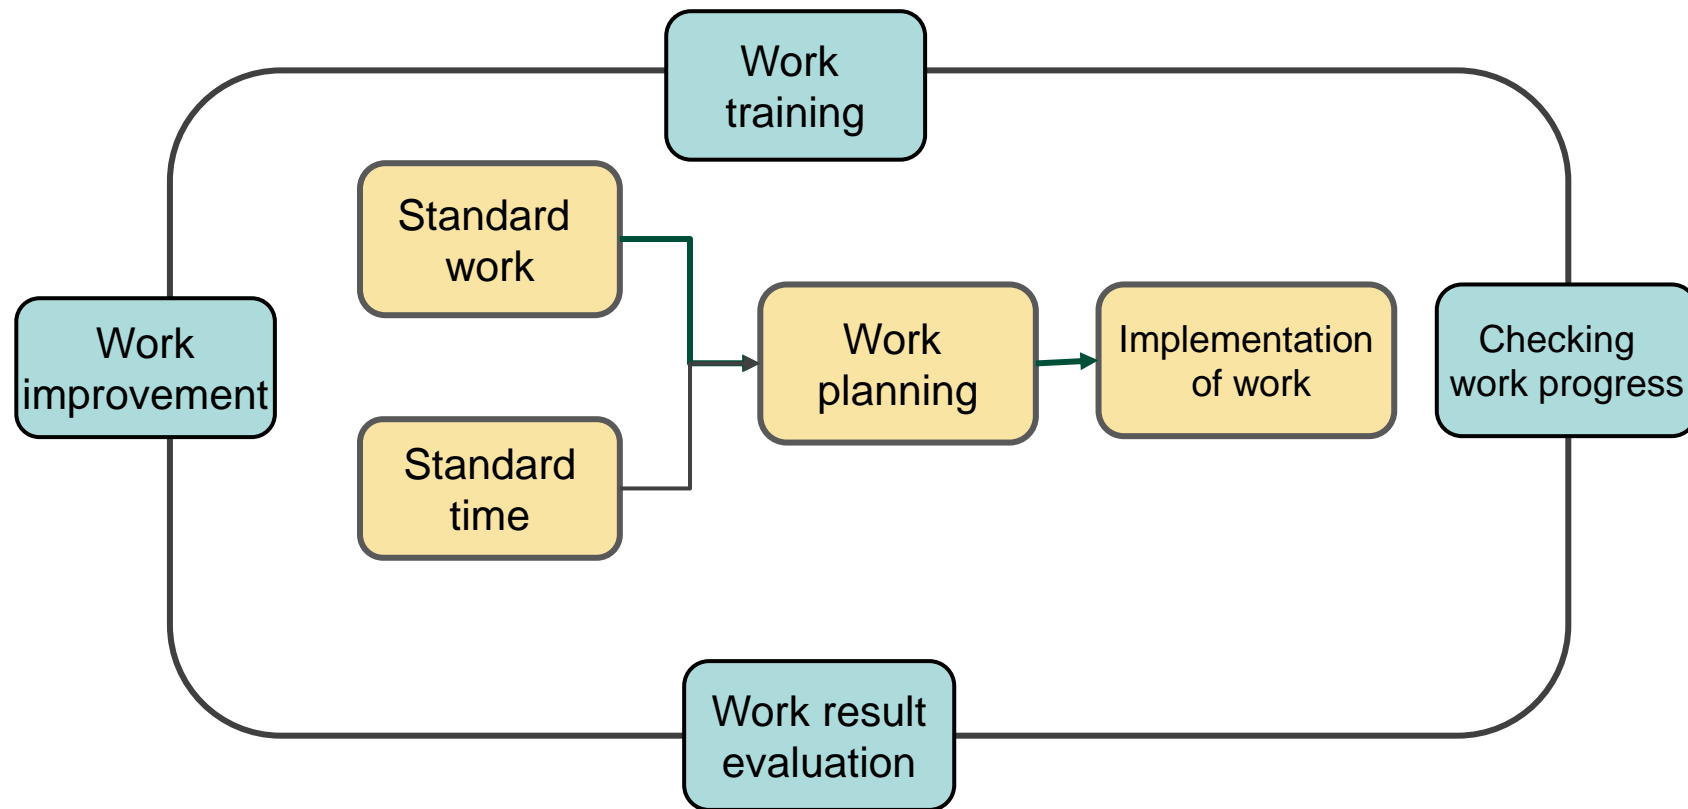 Work
training
Standard
work
Work
improvement
Work
planning
Implementation
of work
Checking
work progress
Standard
time
Work result
evaluation